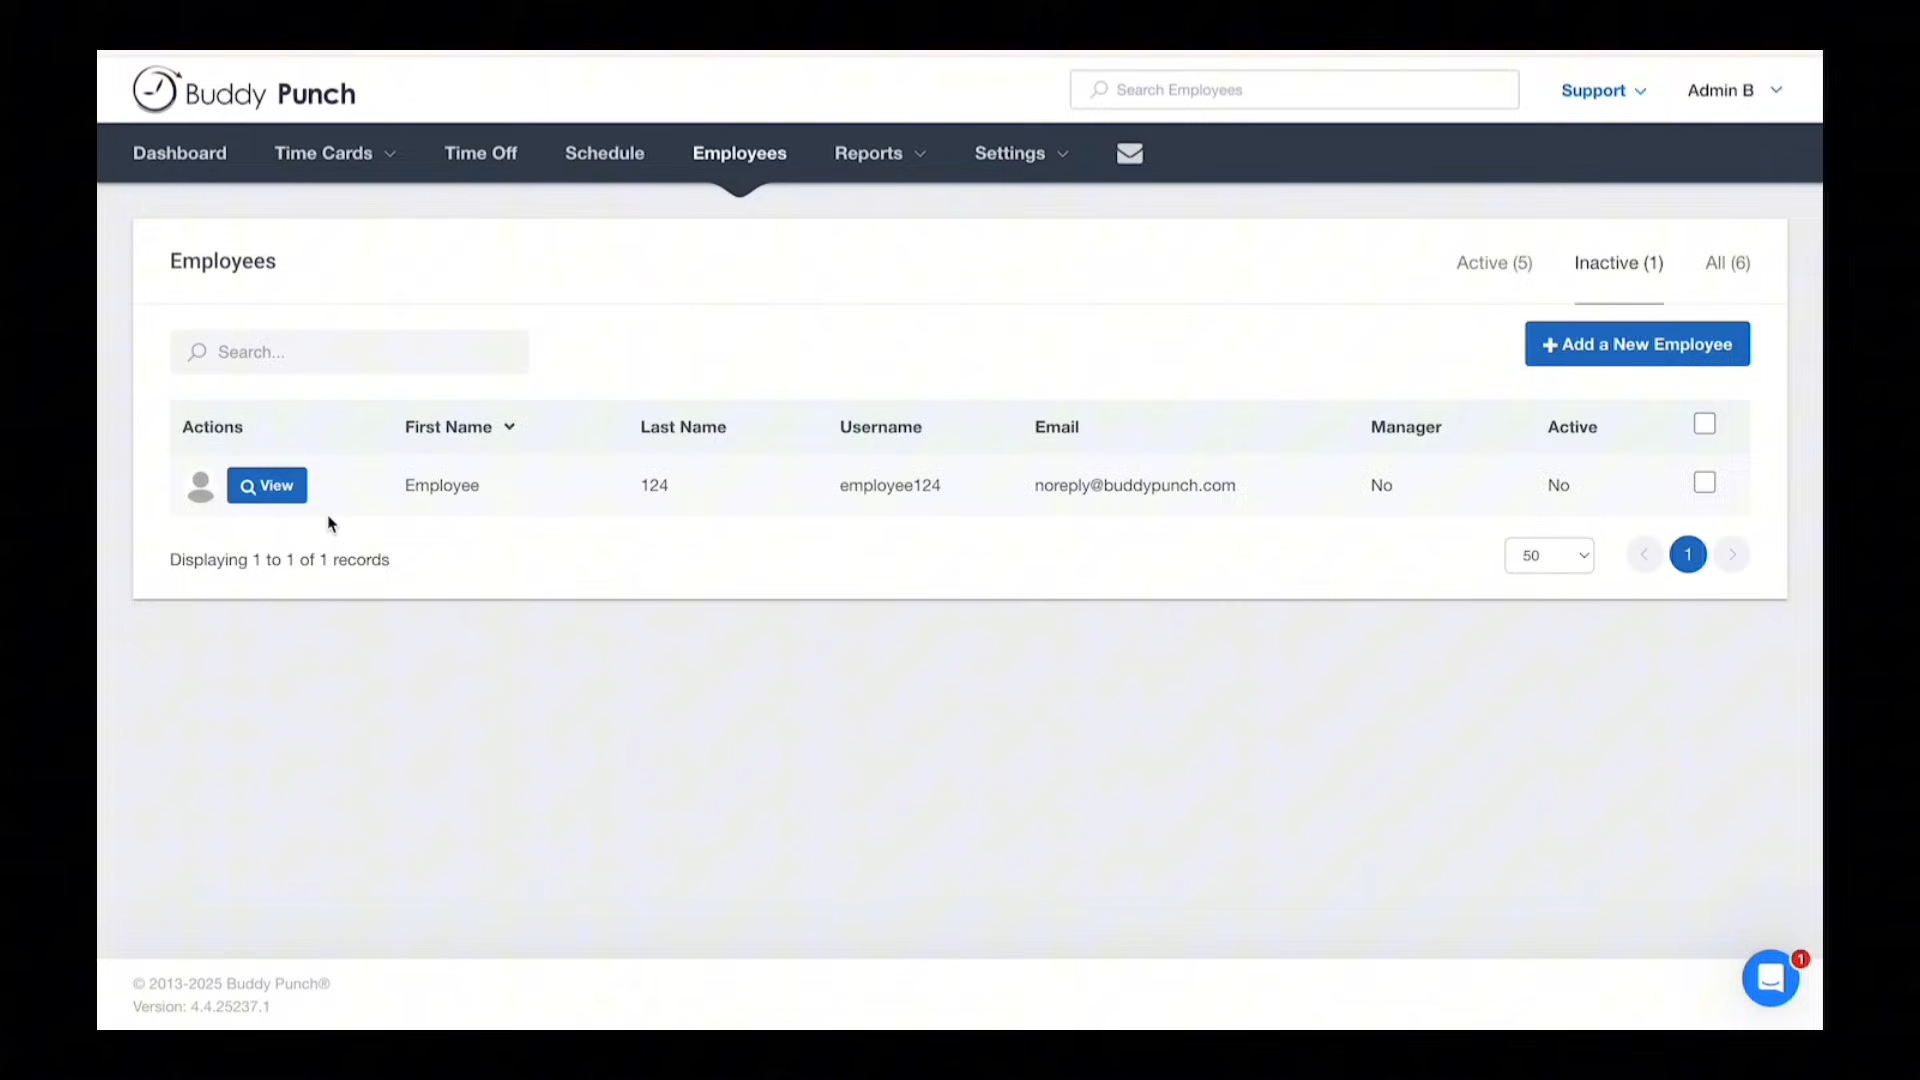 Buddy Punch
Search Employees
Support
Admin B
Dashboard
Time Cards
Time Off
Schedule
Employees
Reports
Settings
Employees
Active (5)
Inactive (1)
All (6)
Search...
+ Add a New Employee
Actions
First Name
Last Name
Username
Email
Manager
Active
View
Employee
124
employee124
noreply@buddypunch.com
No
No
Displaying 1 to 1 of 1 records
50
1
© 2013-2025 Buddy Punch®
Version: 4.4.25237.1
1